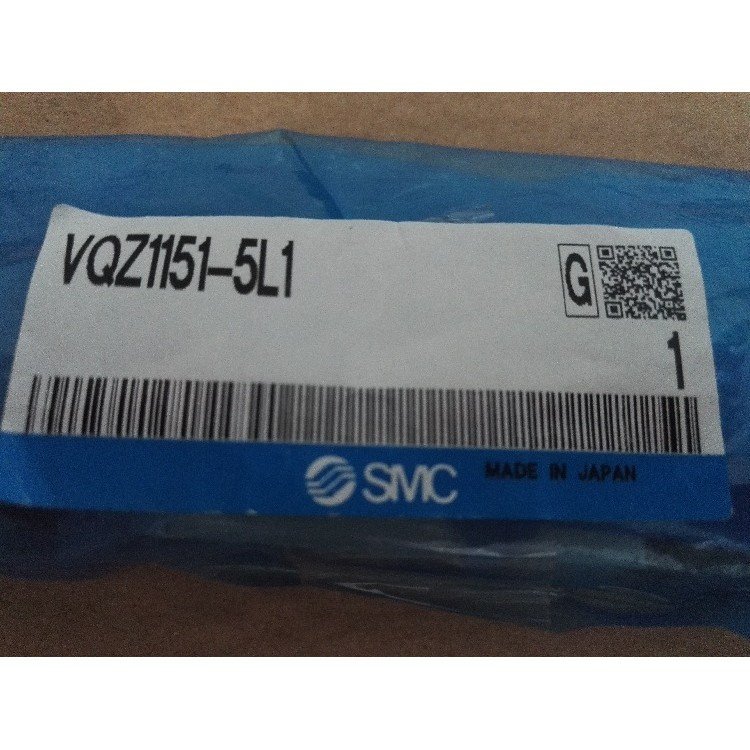 VQZ1151-5L1
G
1
SMC MADE IN JAPAN